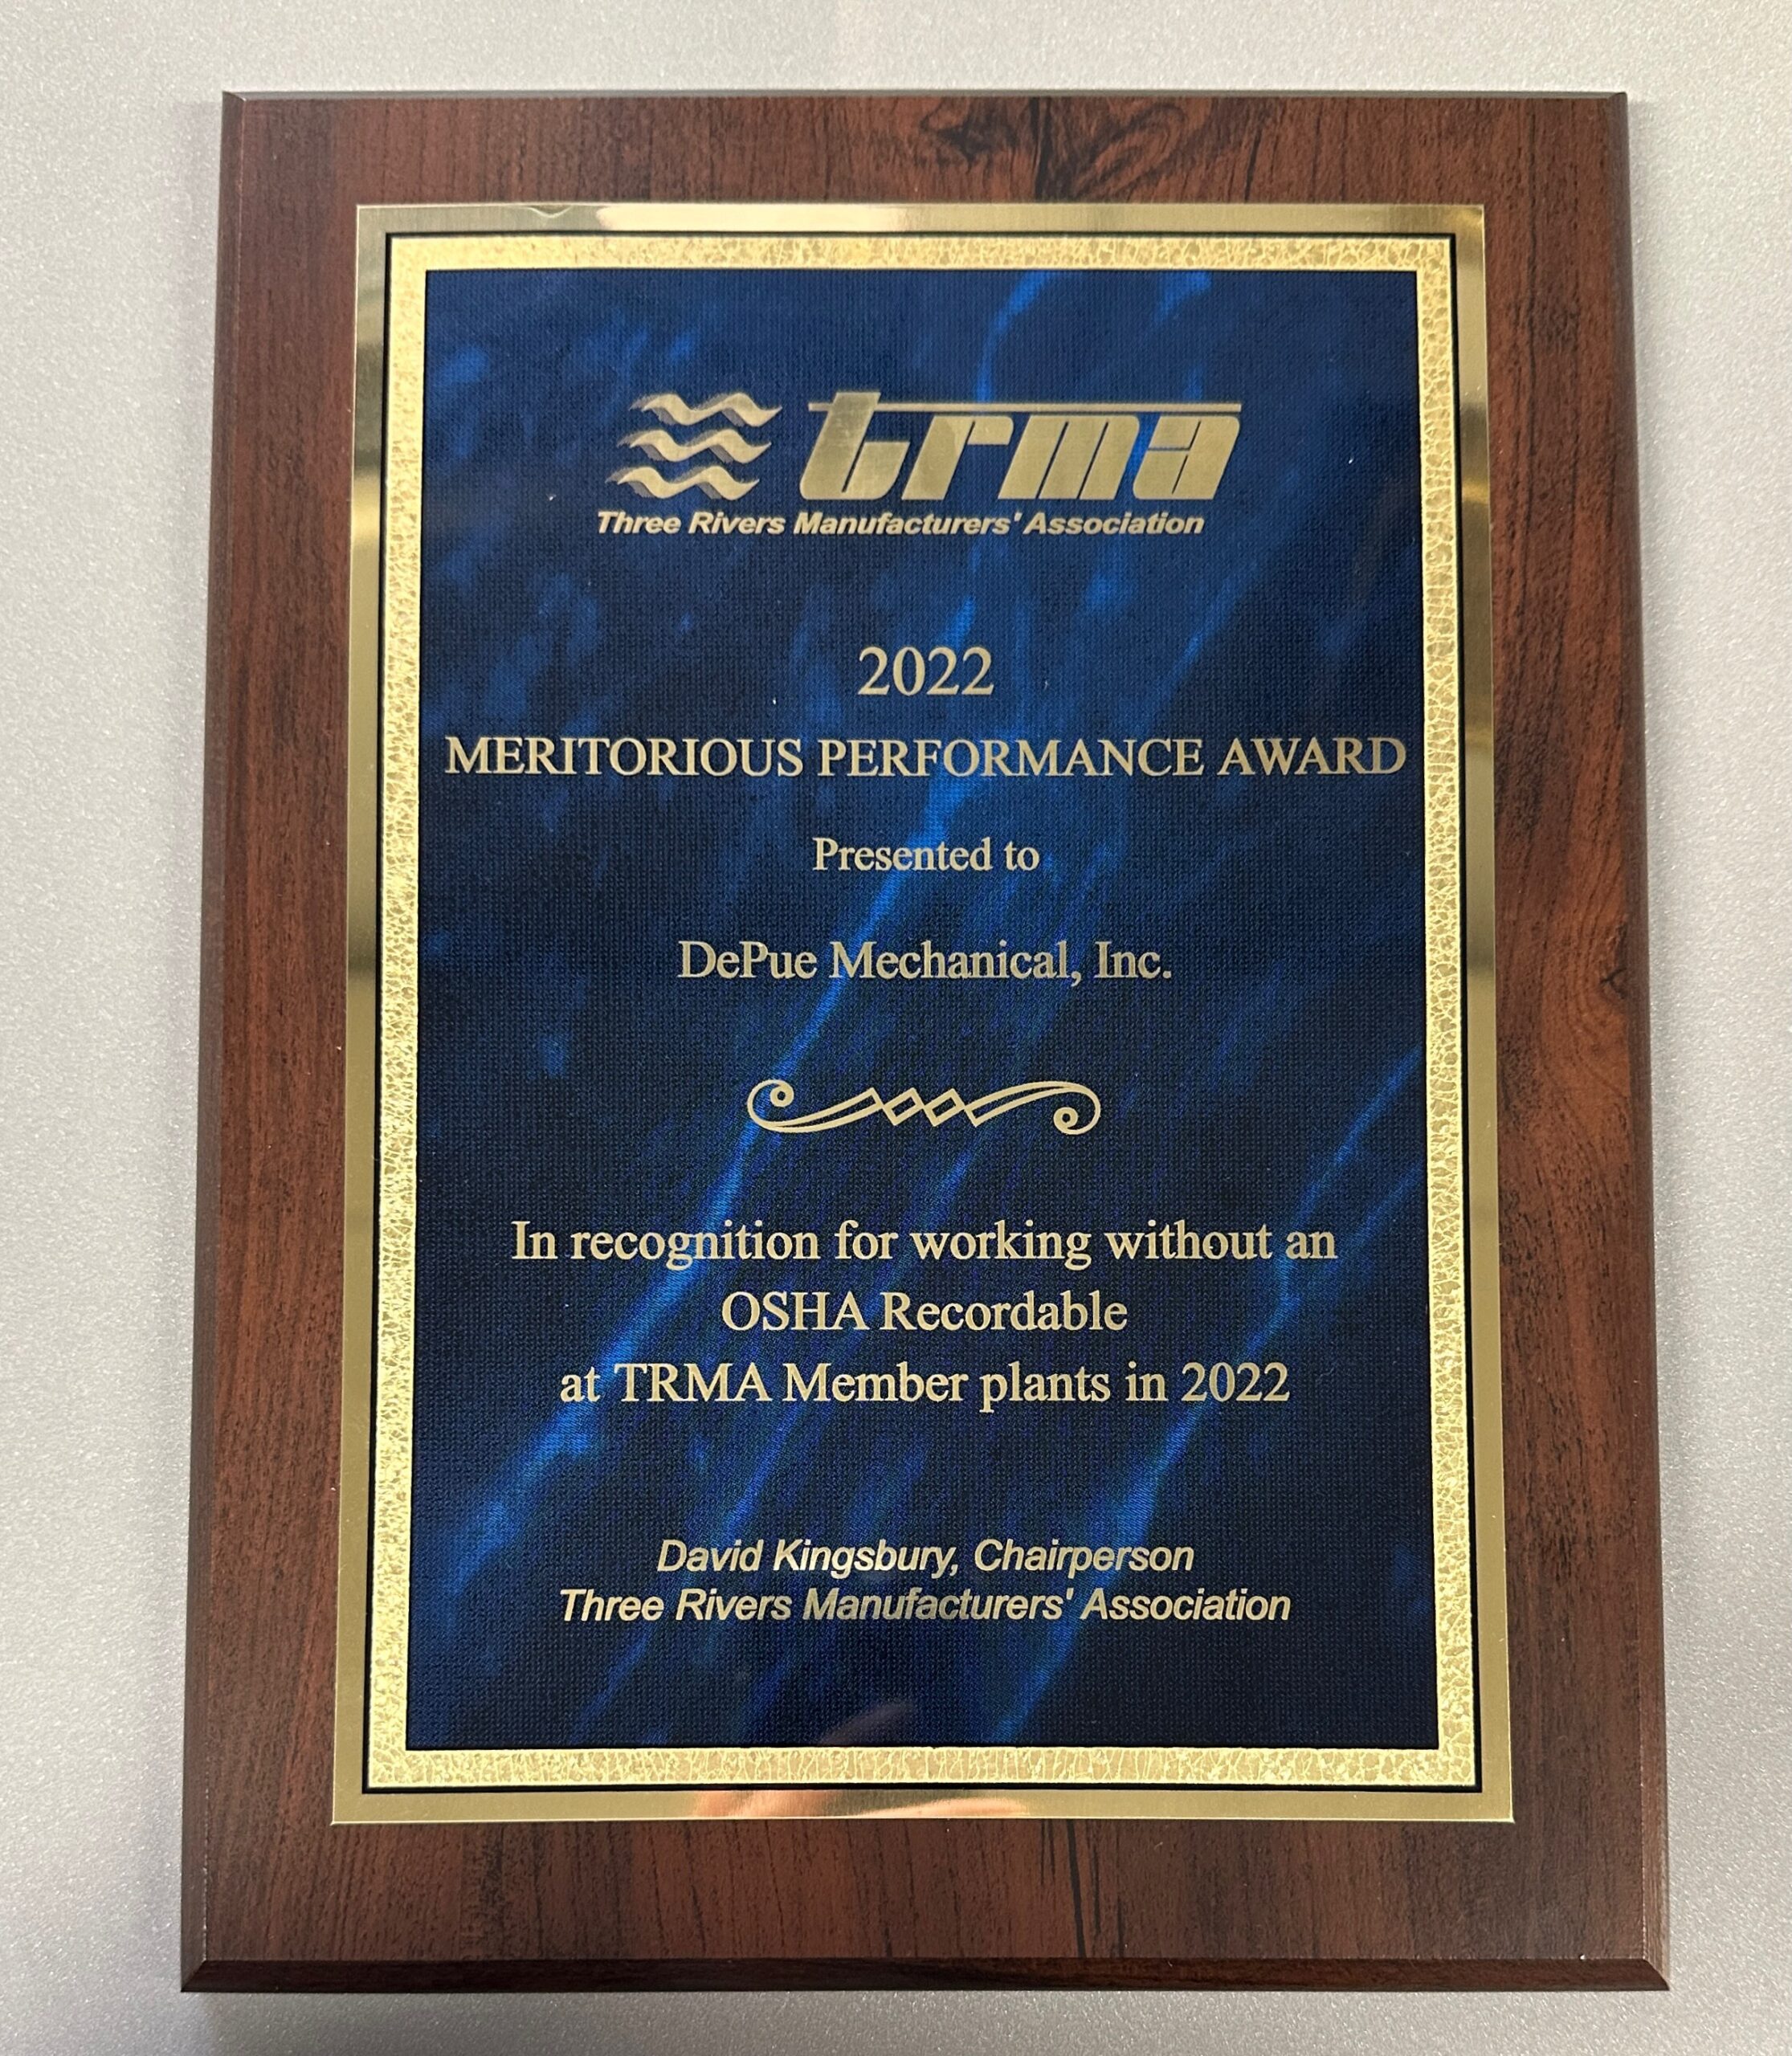 trma
Three Rivers Manufacturers' Association
2022
MERITORIOUS PERFORMANCE AWARD
Presented to
DePue Mechanical, Inc.
In recognition for working without an
OSHA Recordable
at TRMA Member plants in 2022
David Kingsbury, Chairperson
Three Rivers Manufacturers' Association